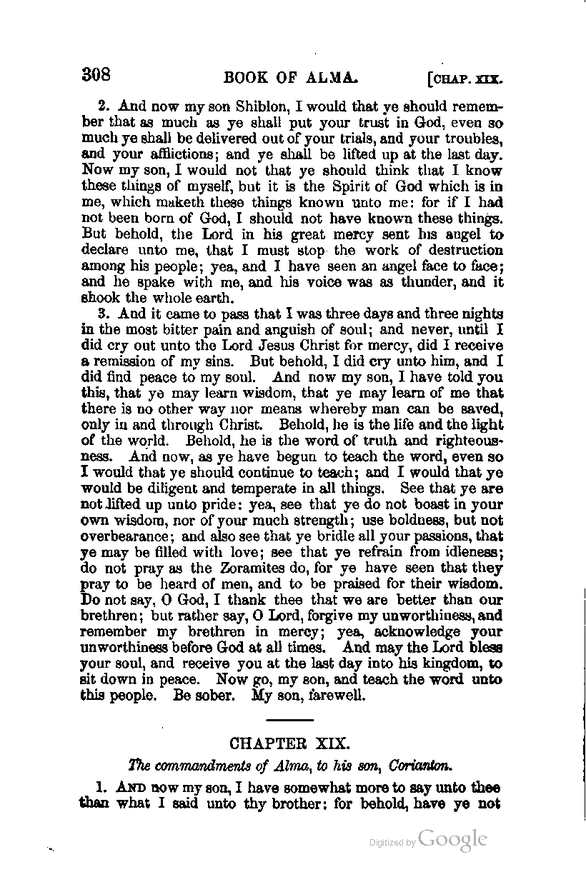 308 BOOK OF ALMA. [CHAP. XIX.
2. And now my son Shiblon, I would that ye should remem-
ber that as much as ye shall put your trust in God, even so
much ye shall be delivered out of your trials, and your troubles,
and your afflictions; and ye shall be lifted up at the last day.
Now my son, I would not that ye should think that I know
these things of myself, but it is the Spirit of God which is in
me, which maketh these things known unto me: for if I had
not been born of God, I should not have known these things.
But behold, the Lord in his great mercy sent his angel to
declare unto me, that I must stop the work of destruction
among his people; yea, and I have seen an angel face to face;
and he spake with me, and his voice was as thunder, and it
shook the whole earth.
3. And it came to pass that I was three days and three nights
in the most bitter pain and anguish of soul; and never, until I
did cry out unto the Lord Jesus Christ for mercy, did I receive
a remission of my sins. But behold, I did cry unto him, and I
did find peace to my soul. And now my son, I have told you
this, that ye may learn wisdom, that ye may learn of me that
there is no other way nor means whereby man can be saved,
only in and through Christ. Behold, he is the life and the light
of the world. Behold, he is the word of truth and righteous-
ness. And now, as ye have begun to teach the word, even so
I would that ye should continue to teach; and I would that ye
would be diligent and temperate in all things. See that ye are
not lifted up unto pride: yea, see that ye do not boast in your
own wisdom, nor of your much strength; use boldness, but not
overbearance; and also see that ye bridle all your passions, that
ye may be filled with love; see that ye refrain from idleness;
do not pray as the Zoramites do, for ye have seen that they
pray to be heard of men, and to be praised for their wisdom.
Do not say, O God, I thank thee that we are better than our
brethren; but rather say, O Lord, forgive my unworthiness, and
remember my brethren in mercy; yea, acknowledge your
unworthiness before God at all times. And may the Lord bless
your soul, and receive you at the last day into his kingdom, to
sit down in peace. Now go, my son, and teach the word unto
this people. Be sober. My son, farewell.
CHAPTER XIX.
The commandments of Alma, to his son, Corianton.
1. AND now my son, I have somewhat more to say unto thee
than what I said unto thy brother: for behold, have ye not
Digitized by Google